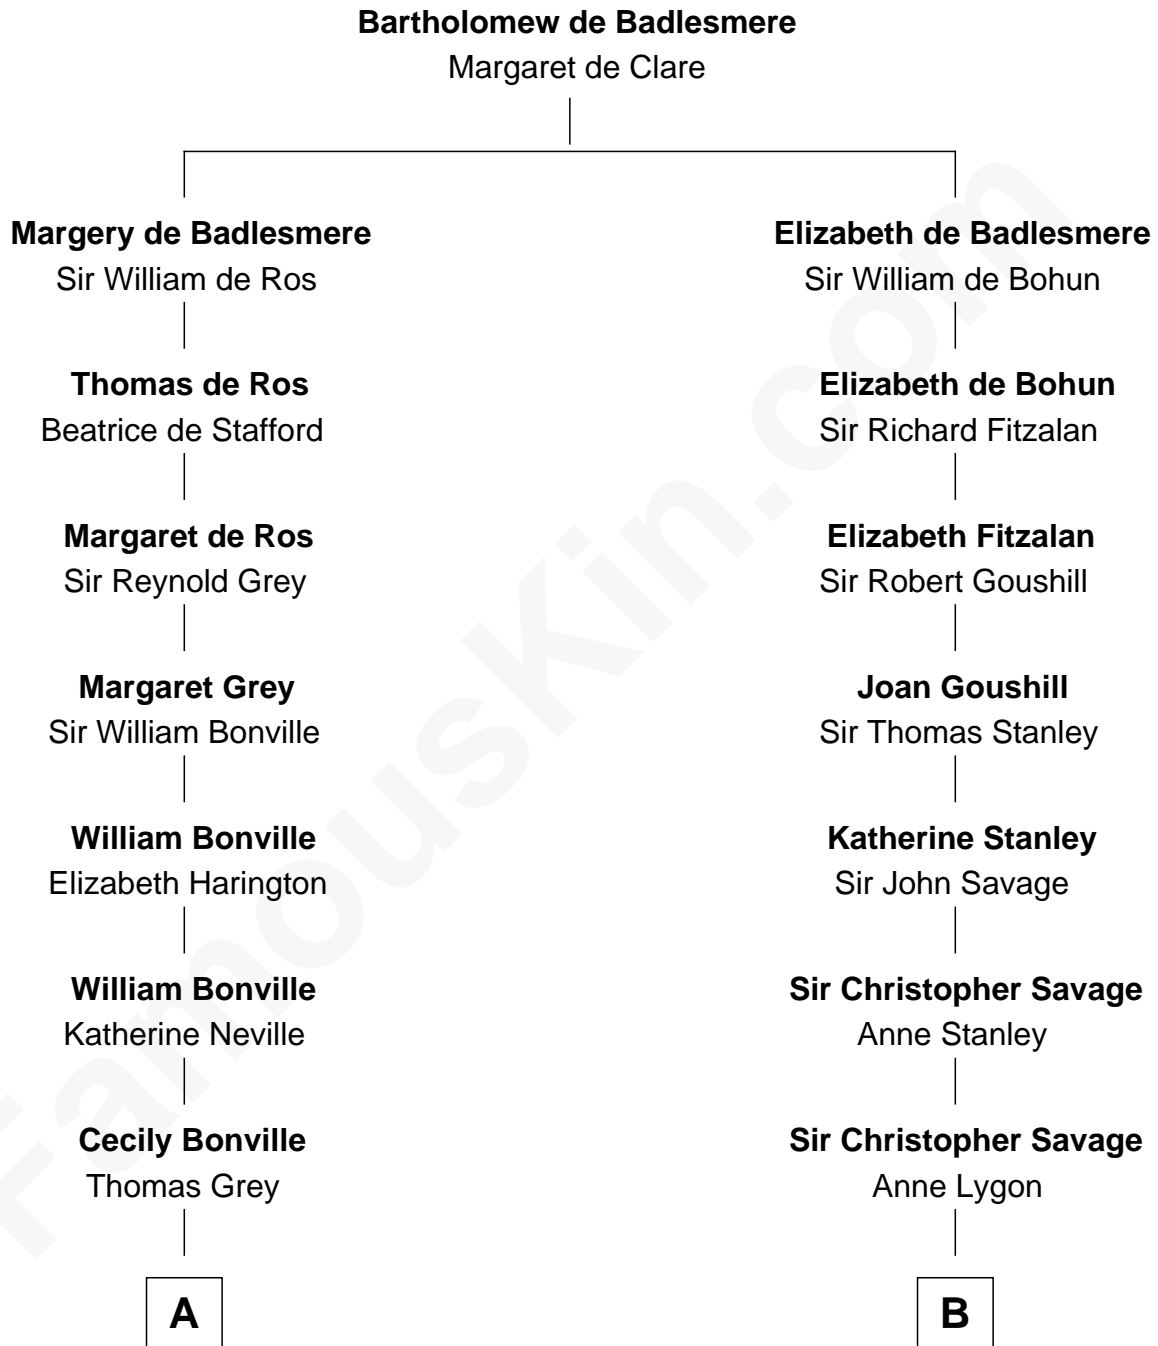 Bartholomew de Badlesmere
Margaret de Clare
Margery de Badlesmere
Sir William de Ros
Elizabeth de Badlesmere
Sir William de Bohun
Thomas de Ros
Beatrice de Stafford
Elizabeth de Bohun
Sir Richard Fitzalan
Margaret de Ros
Sir Reynold Grey
Elizabeth Fitzalan
Sir Robert Goushill
Margaret Grey
Sir William Bonville
Joan Goushill
Sir Thomas Stanley
William Bonville
Elizabeth Harington
Katherine Stanley
Sir John Savage
William Bonville
Katherine Neville
Sir Christopher Savage
Anne Stanley
Cecily Bonville
Thomas Grey
Sir Christopher Savage
Anne Lygon
A
B
FamousKin.com